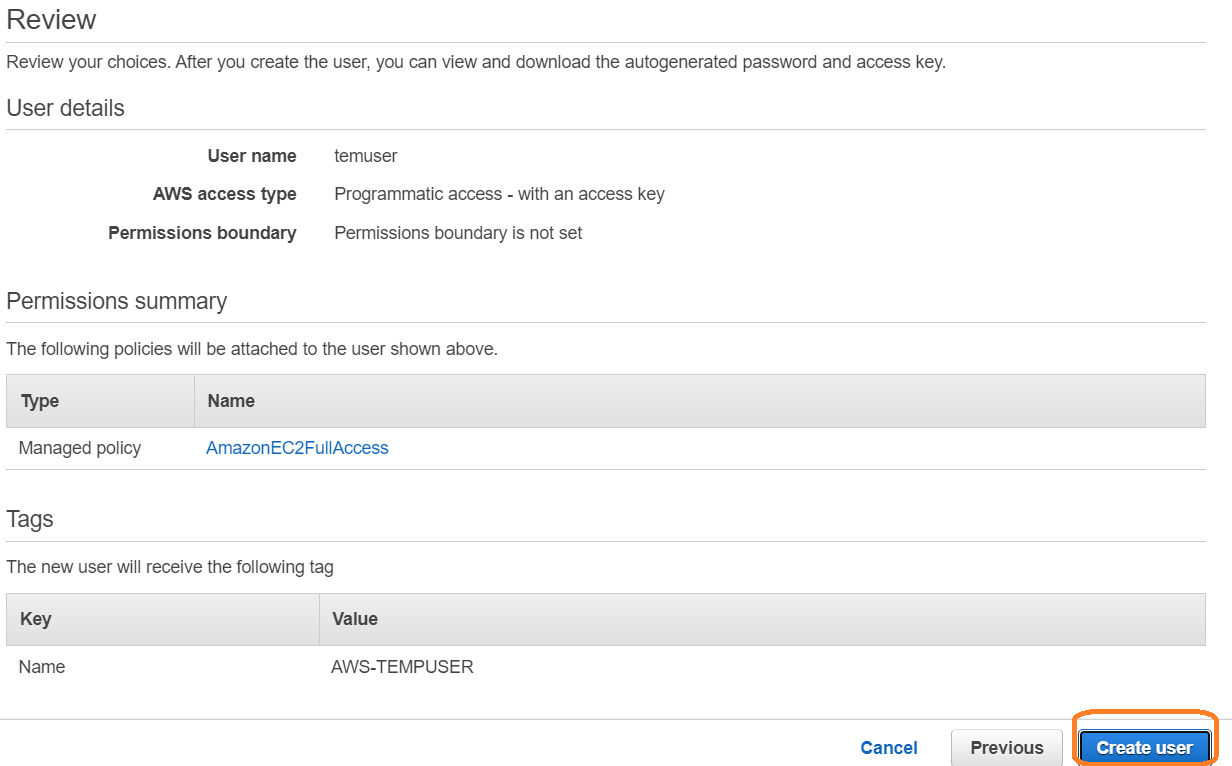 Review
Review your choices. After you create the user, you can view and download the autogenerated password and access key.
User details
User name temuser
AWS access type Programmatic access - with an access key
Permissions boundary Permissions boundary is not set
Permissions summary
The following policies will be attached to the user shown above.
Type Name
Managed policy AmazonEC2FullAccess
Tags
The new user will receive the following tag
Key Value
Name AWS-TEMPUSER
Cancel Previous Create user